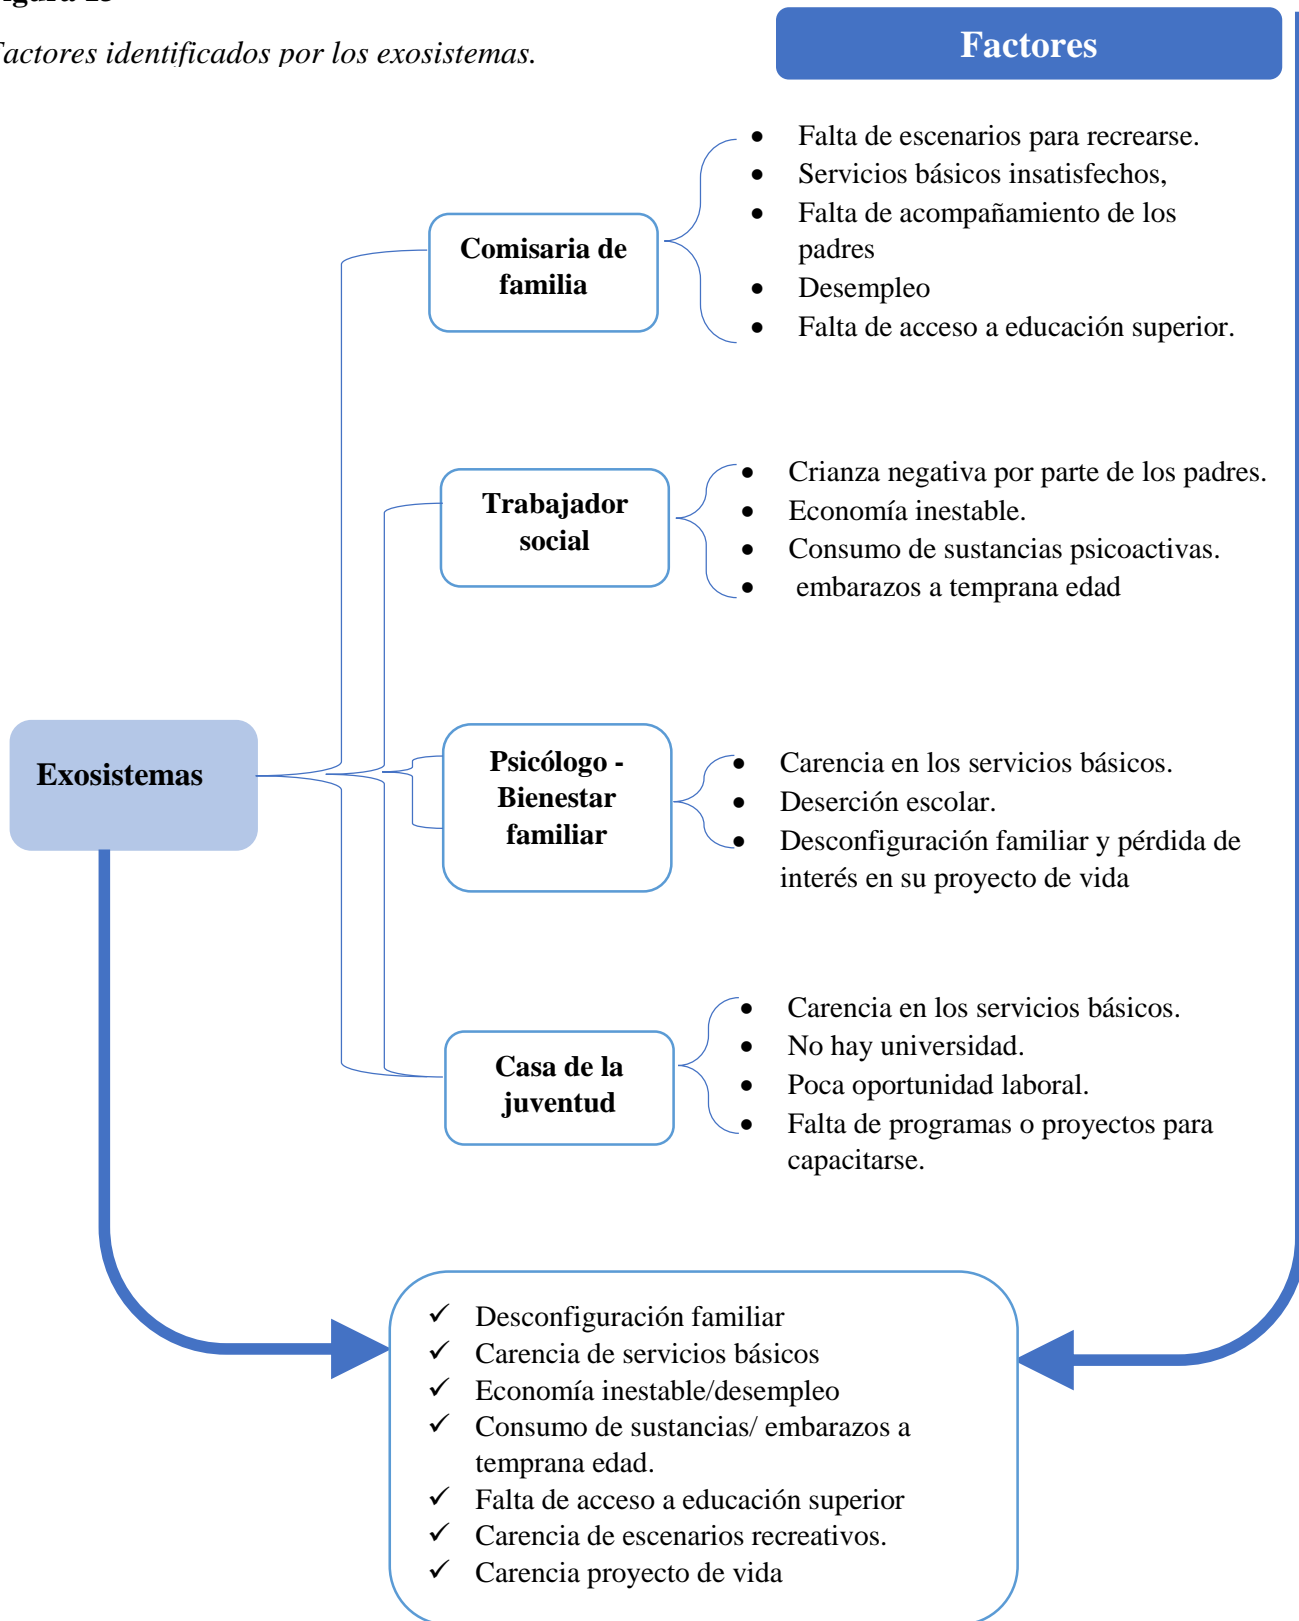 Factores identificados por los exosistemas.
Factores
Falta de escenarios para recrearse.
Servicios básicos insatisfechos,
Falta de acompañamiento de los
padres
Desempleo
Falta de acceso a educación superior.
Comisaria de
familia
Crianza negativa por parte de los padres.
Economía inestable.
Consumo de sustancias psicoactivas.
embarazos a temprana edad
Trabajador
social
Exosistemas
Psicólogo -
Bienestar
familiar
Carencia en los servicios básicos.
Deserción escolar.
Desconfiguración familiar y pérdida de
interés en su proyecto de vida
Casa de la
juventud
Carencia en los servicios básicos.
No hay universidad.
Poca oportunidad laboral.
Falta de programas o proyectos para
capacitarse.
✓ Desconfiguración familiar
✓ Carencia de servicios básicos
✓ Economía inestable/desempleo
✓ Consumo de sustancias/ embarazos a
temprana edad.
✓ Falta de acceso a educación superior
✓ Carencia de escenarios recreativos.
✓ Carencia proyecto de vida